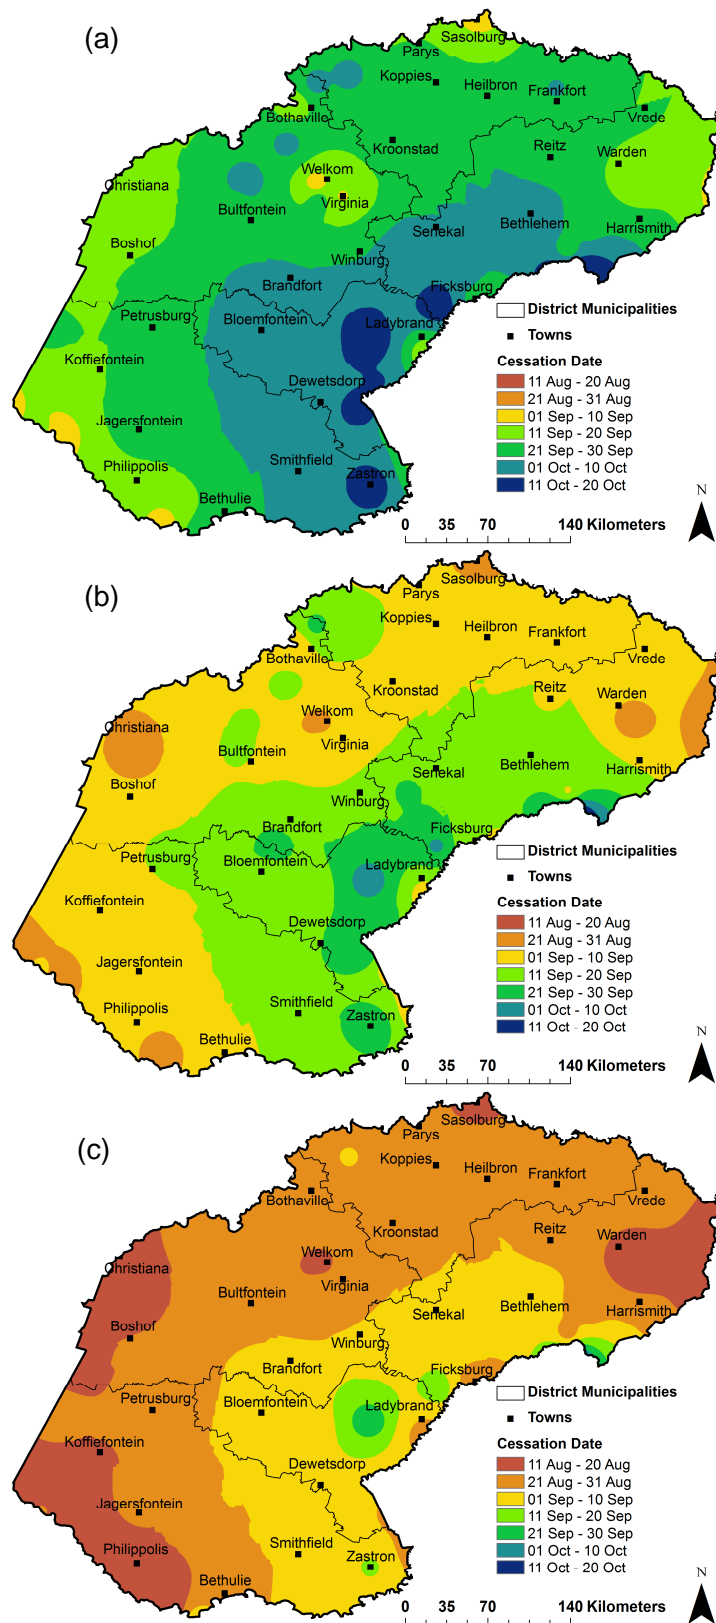 (a)
Sasolburg
Parys
Koppies
Heilbron
Frankfort
Bothaville
Vrede
Kroonstad
Reitz
Warden
Welkom
Christiana
Virginia
Bultfontein
Bethlehem
Senekal
Harrismith
Boshof
Winburg
Brandfort
Ficksburg
Petrusburg
Bloemfontein
Ladybrand
Koffiefontein
Dewetsdorp
Jagersfontein
Smithfield
Philippolis
Zastron
Bethulie
District Municipalities
Towns
Cessation Date
11 Aug - 20 Aug
21 Aug - 31 Aug
01 Sep - 10 Sep
11 Sep - 20 Sep
21 Sep - 30 Sep
01 Oct - 10 Oct
11 Oct - 20 Oct
N
0 35 70 140 Kilometers
(b)
Sasolburg
Parys
Koppies
Heilbron
Frankfort
Bothaville
Vrede
Kroonstad
Reitz
Warden
Welkom
Christiana
Virginia
Bultfontein
Bethlehem
Senekal
Harrismith
Boshof
Winburg
Brandfort
Ficksburg
Petrusburg
Bloemfontein
Ladybrand
Koffiefontein
Dewetsdorp
Jagersfontein
Smithfield
Philippolis
Zastron
Bethulie
District Municipalities
Towns
Cessation Date
11 Aug - 20 Aug
21 Aug - 31 Aug
01 Sep - 10 Sep
11 Sep - 20 Sep
21 Sep - 30 Sep
01 Oct - 10 Oct
11 Oct - 20 Oct
N
0 35 70 140 Kilometers
(c)
Sasolburg
Parys
Koppies
Heilbron
Frankfort
Bothaville
Vrede
Kroonstad
Reitz
Warden
Welkom
Christiana
Virginia
Bultfontein
Bethlehem
Senekal
Harrismith
Boshof
Winburg
Brandfort
Ficksburg
Petrusburg
Bloemfontein
Ladybrand
Koffiefontein
Dewetsdorp
Jagersfontein
Smithfield
Philippolis
Zastron
Bethulie
District Municipalities
Towns
Cessation Date
11 Aug - 20 Aug
21 Aug - 31 Aug
01 Sep - 10 Sep
11 Sep - 20 Sep
21 Sep - 30 Sep
01 Oct - 10 Oct
11 Oct - 20 Oct
N
0 35 70 140 Kilometers